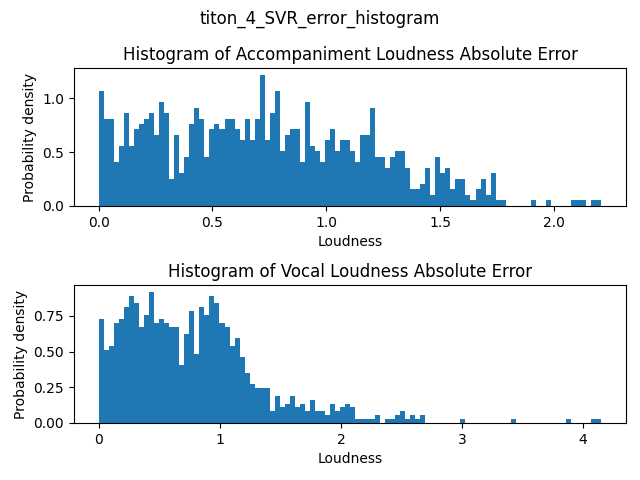 titon_4_SVR_error_histogram
Histogram of Accompaniment Loudness Absolute Error
Probability density
1.0
0.5
0.0
0.0 0.5 1.0 1.5 2.0
Loudness
Histogram of Vocal Loudness Absolute Error
Probability density
0.75
0.50
0.25
0.00
0 1 2 3 4
Loudness